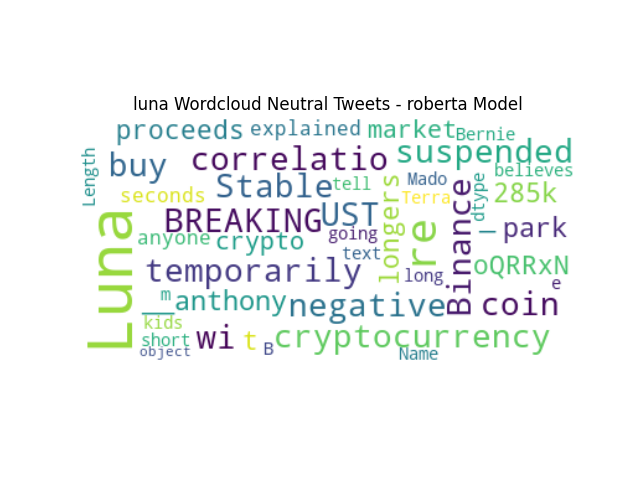 luna Wordcloud Neutral Tweets - roberta Model
proceeds explained market Bernie
Length buy correlatio suspended
believes
seconds Stable tell Mado Terra dtype 285k
BREAKING UST longers re Binance park
anyone crypto going
text
temporarily long oQRRxN
m anthony negative coin e
kids
Luna short wi t B cryptocurrency
object Name